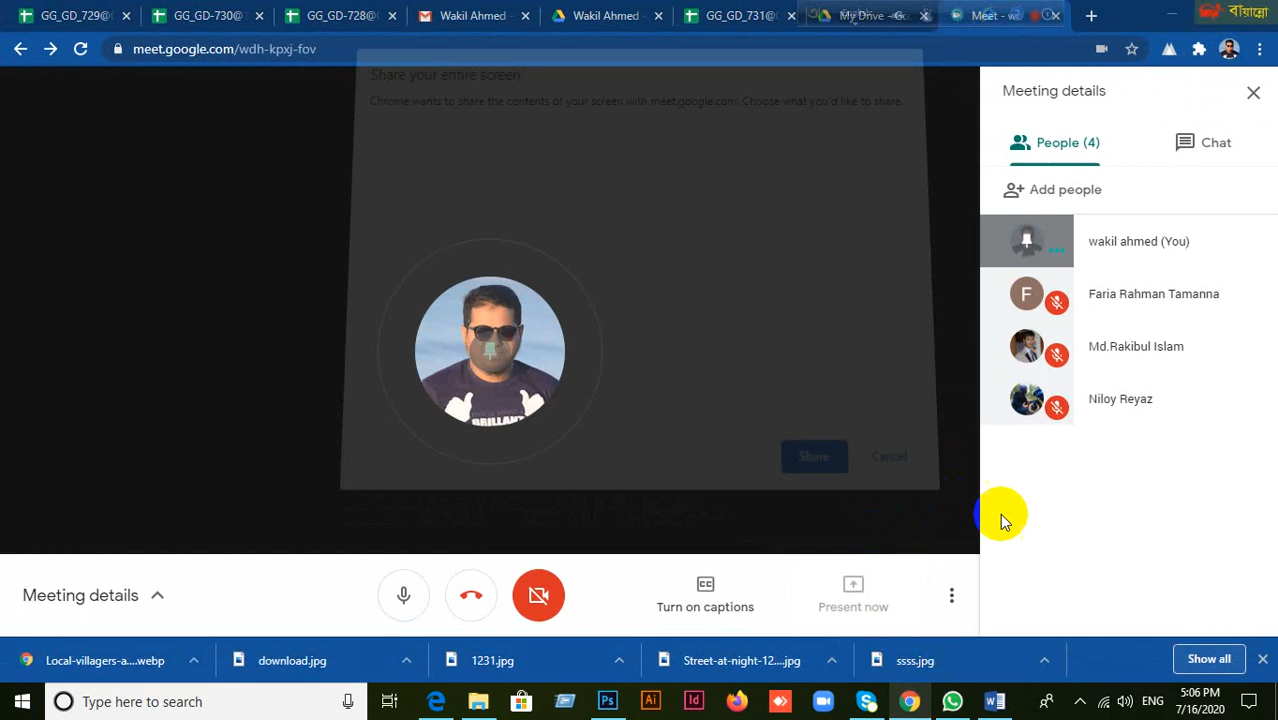 GG_GD_729@G
GG_GD-730@1
GG_GD-728@G
Wakil Ahmed -
Wakil Ahmed -
GG_GD_731@G
My Drive - Go
Meet - w
বায়ান্নো
meet.google.com/wdh-kpxj-fov
Share your entire screen
Chrome wants to share the contents of your screen with meet.google.com. Choose what you'd like to share.
Share
Cancel
BRILLANT
Meeting details
People (4)
Chat
Add people
wakil ahmed (You)
F
Faria Rahman Tamanna
Md.Rakibul Islam
Niloy Reyaz
Meeting details
Turn on captions
Present now
Local-villagers-a....webp
download.jpg
1231.jpg
Street-at-night-12....jpg
ssss.jpg
Show all
Type here to search
ENG
5:06 PM
7/16/2020